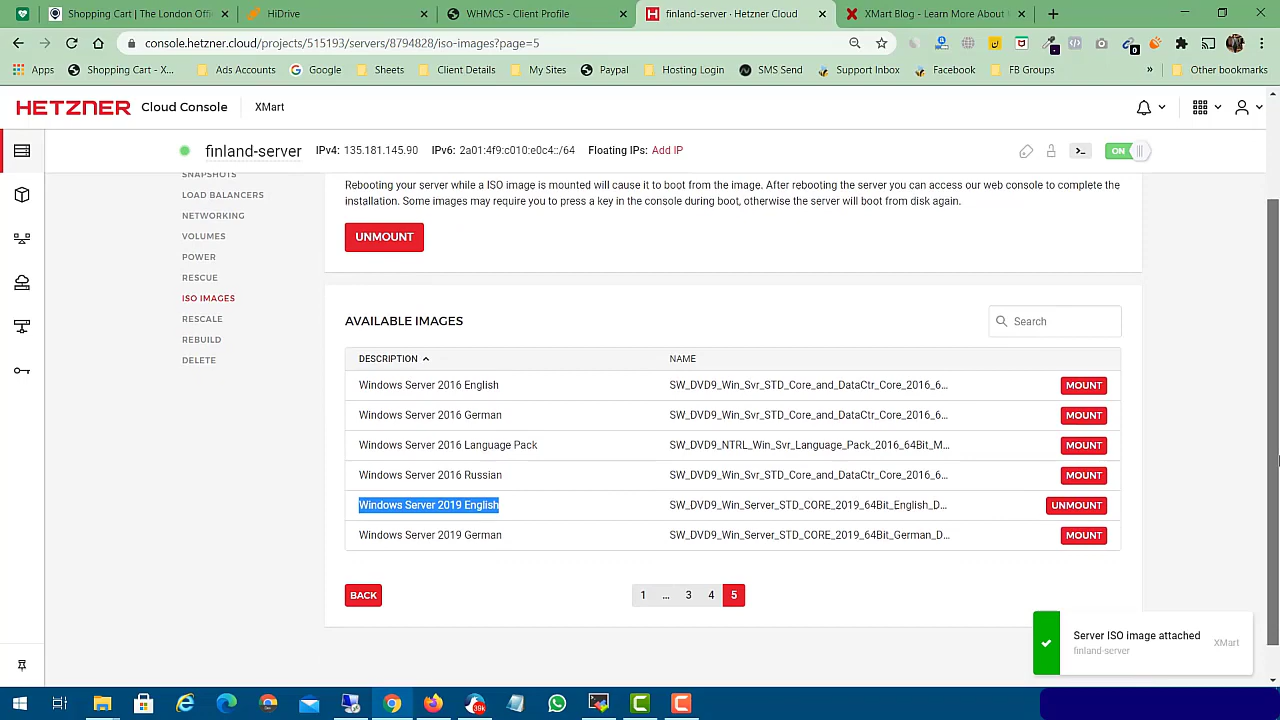 Shopping Cart | The London Offi
HiDrive
WHMCS - Client Profile
finland-server · Hetzner Cloud
XMart Blog - Learn More About
console.hetzner.cloud/projects/515193/servers/8794828/iso-images?page=5
Apps
Shopping Cart - X...
Ads Accounts
Google
Sheets
Client Details
My Sites
Paypal
Hosting Login
SMS Send
Support Inbox
Facebook
FB Groups
»
Other bookmarks
HETZNER Cloud Console XMart
finland-server IPv4: 135.181.145.90 IPv6: 2a01:4f9:c010:e0c4::/64 Floating IPs: Add IP
ON
SNAPSHOTS
LOAD BALANCERS
NETWORKING
VOLUMES
POWER
RESCUE
ISO IMAGES
RESCALE
REBUILD
DELETE
Rebooting your server while a ISO image is mounted will cause it to boot from the image. After rebooting the server you can access our web console to complete the
installation. Some images may require you to press a key in the console during boot, otherwise the server will boot from disk again.
UNMOUNT
AVAILABLE IMAGES
Search
DESCRIPTION NAME
Windows Server 2016 English SW_DVD9_Win_Svr_STD_Core_and_DataCtr_Core_2016_6... MOUNT
Windows Server 2016 German SW_DVD9_Win_Svr_STD_Core_and_DataCtr_Core_2016_6... MOUNT
Windows Server 2016 Language Pack SW_DVD9_NTRL_Win_Svr_Language_Pack_2016_64Bit_M... MOUNT
Windows Server 2016 Russian SW_DVD9_Win_Svr_STD_Core_and_DataCtr_Core_2016_6... MOUNT
Windows Server 2019 English SW_DVD9_Win_Server_STD_CORE_2019_64Bit_English_D... UNMOUNT
Windows Server 2019 German SW_DVD9_Win_Server_STD_CORE_2019_64Bit_German_D... MOUNT
BACK
1 ... 3 4 5
Server ISO image attached
finland-server
XMart